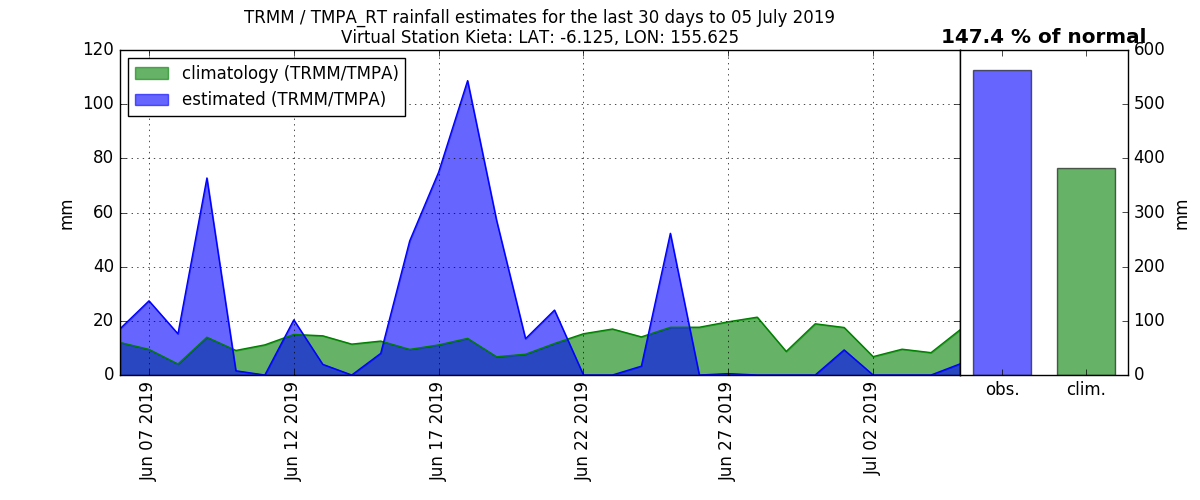 TRMM / TMPA_RT rainfall estimates for the last 30 days to 05 July 2019
Virtual Station Kieta: LAT: -6.125, LON: 155.625
147.4 % of normal
climatology (TRMM/TMPA)
estimated (TRMM/TMPA)
120
100
80
60
40
20
0
mm
Jun 07 2019
Jun 12 2019
Jun 17 2019
Jun 22 2019
Jun 27 2019
Jul 02 2019
600
500
400
300
200
100
0
mm
obs.
clim.